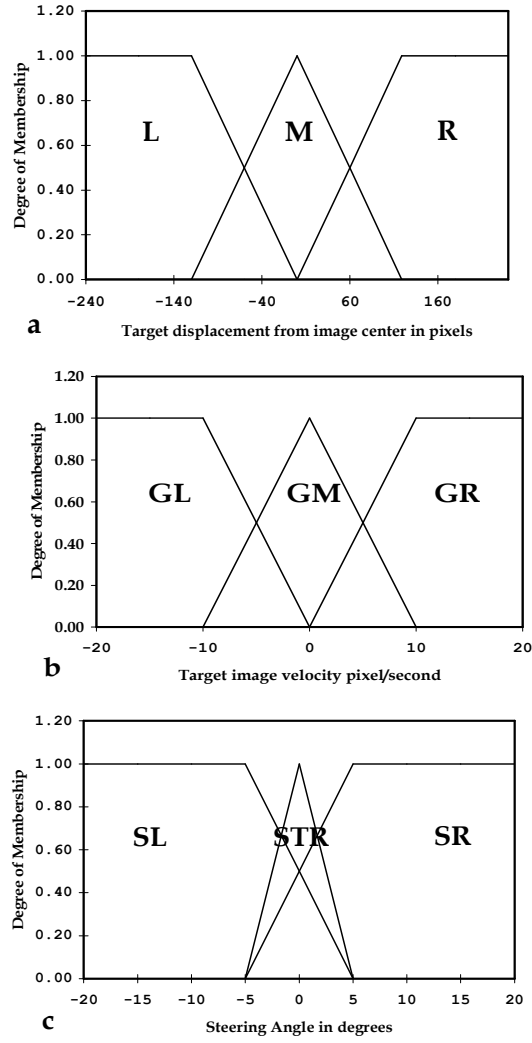 1.20
1.00
0.80
0.60
0.40
0.20
0.00
Degree of Membership
L M R
-240 -140 -40 60 160
a
Target displacement from image center in pixels
1.20
1.00
0.80
0.60
0.40
0.20
0.00
Degree of Membership
GL GM GR
-20 -10 0 10 20
b
Target image velocity pixel/second
1.20
1.00
0.80
0.60
0.40
0.20
0.00
Degree of Membership
SL STR SR
-20 -15 -10 -5 0 5 10 15 20
c
Steering Angle in degrees